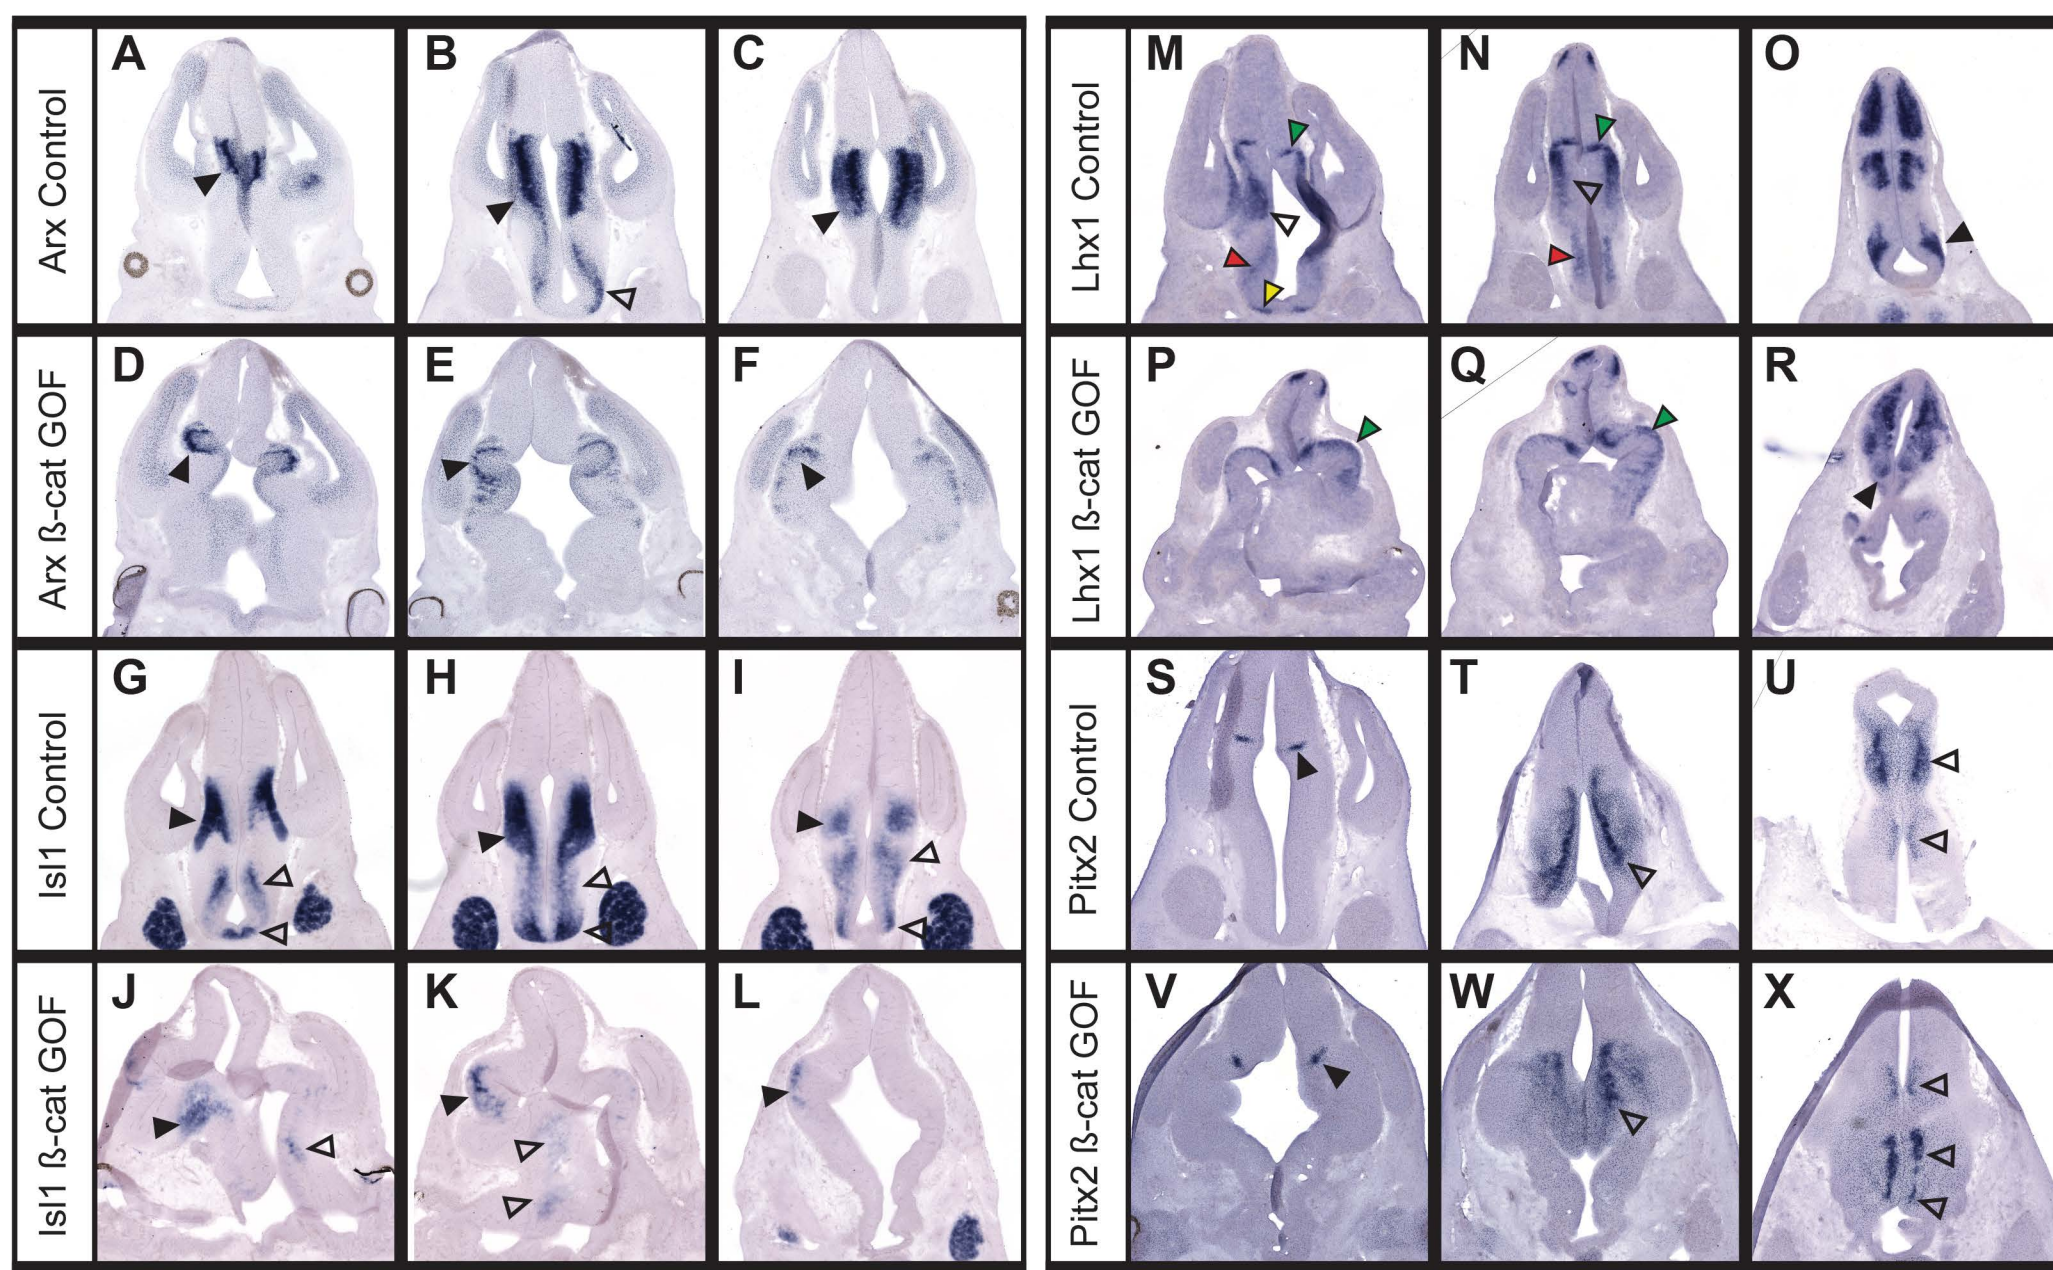 Arx Control
A
B
C
Arx ß-cat GOF
D
E
F
Isl1 Control
G
H
I
Isl1 ß-cat GOF
J
K
L
Lhx1 Control
M
N
O
Lhx1 ß-cat GOF
P
Q
R
Pitx2 Control
S
T
U
Pitx2 ß-cat GOF
V
W
X